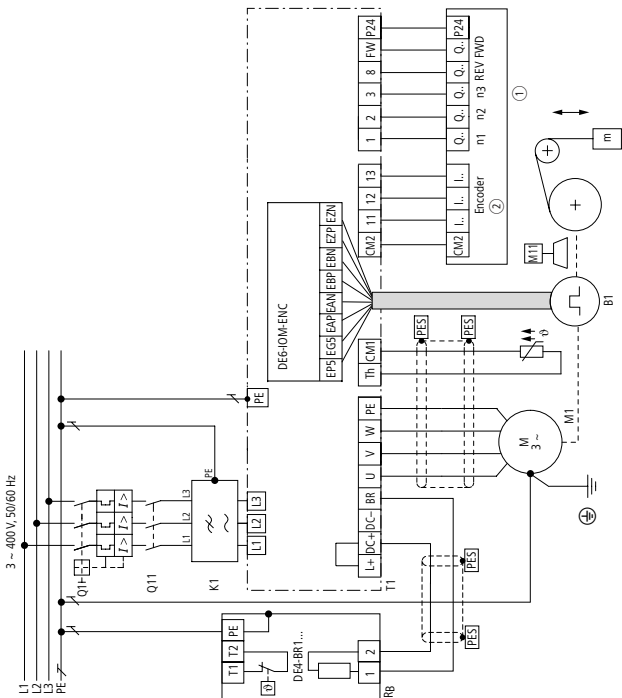 3 ~ 400 V, 50/60 Hz
L1
L2
L3
PE
Q1
I >
I >
I >
Q11
PE
L1
L2
L3
K1
L1
L2
L3
PE
T1
T2
PE
ϑ
DE4-BR1...
1
2
RB
PES
PES
T1
L+
DC+
DC−
BR
U
V
W
PE
Th
CM1
PES
PES
ϑ
M
3 ~
M1
DE6-IOM-ENC
EP5
EG5
EAP
EAN
EBP
EBN
EZP
EZN
B1
M11
m
CM2
11
12
13
1
2
3
8
FW
P24
CM2
I..
I..
I..
Q..
Q..
Q..
Q..
Q..
P24
Encoder
②
n1
n2
n3
REV
FWD
①